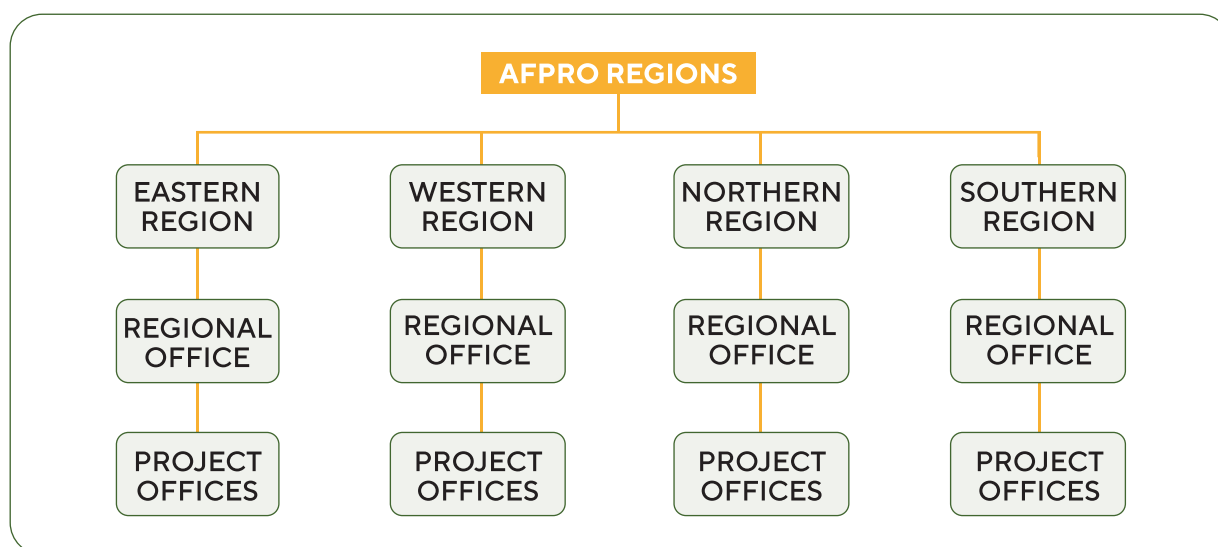 AFPRO REGIONS
EASTERN
REGION
WESTERN
REGION
NORTHERN
REGION
SOUTHERN
REGION
REGIONAL
OFFICE
REGIONAL
OFFICE
REGIONAL
OFFICE
REGIONAL
OFFICE
PROJECT
OFFICES
PROJECT
OFFICES
PROJECT
OFFICES
PROJECT
OFFICES